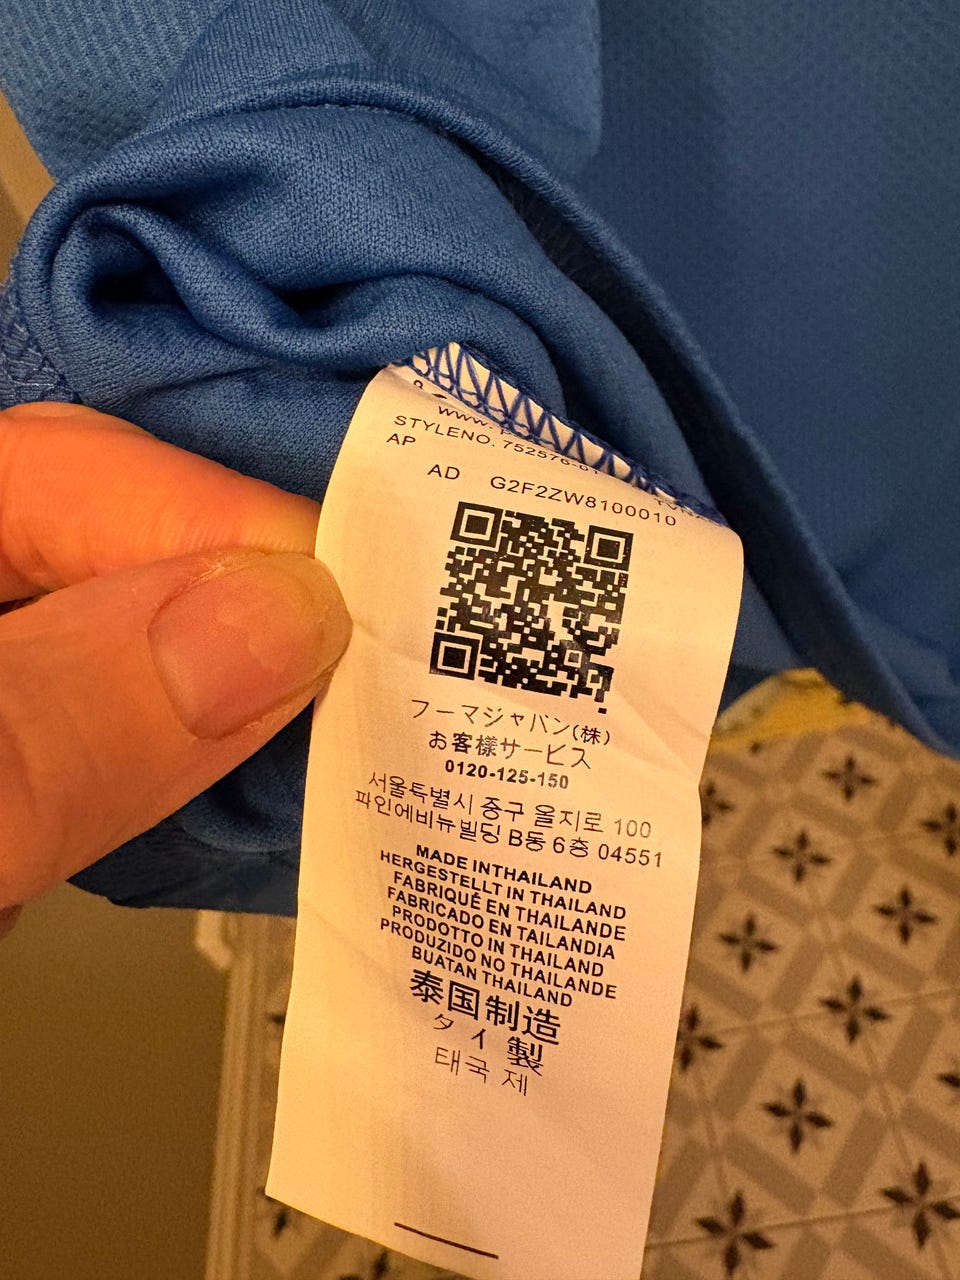 www.
STYLENO. 752576-01
AP
AD G2F2ZW8100010
フーマジャパン(株)
お客様サービス
0120-125-150
서울특별시 중구 을지로 100
파인에비뉴빌딩 B동 6층 04551
MADE INTHAILAND
HERGESTELLT IN THAILAND
FABRIQUÉ EN THAILANDE
FABRICADO EN TAILANDIA
PRODOTTO IN THAILAND
PRODUZIDO NO THAILANDE
BUATAN THAILAND
泰国制造
タイ製
태국 제